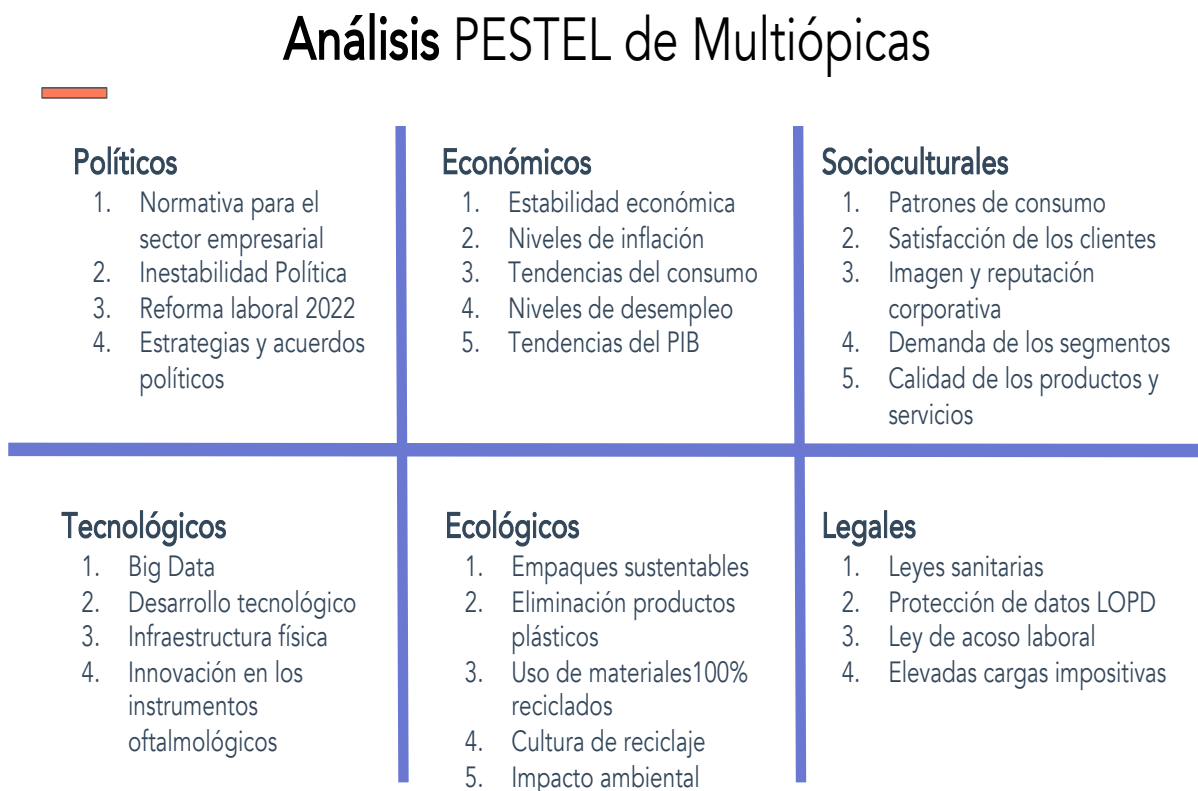 Análisis PESTEL de Multiópicas
Políticos
1. Normativa para el
sector empresarial
2. Inestabilidad Política
3. Reforma laboral 2022
4. Estrategias y acuerdos
políticos
Económicos
1. Estabilidad económica
2. Niveles de inflación
3. Tendencias del consumo
4. Niveles de desempleo
5. Tendencias del PIB
Socioculturales
1. Patrones de consumo
2. Satisfacción de los clientes
3. Imagen y reputación
corporativa
4. Demanda de los segmentos
5. Calidad de los productos y
servicios
Tecnológicos
1. Big Data
2. Desarrollo tecnológico
3. Infraestructura física
4. Innovación en los
instrumentos
oftalmológicos
Ecológicos
1. Empaques sustentables
2. Eliminación productos
plásticos
3. Uso de materiales100%
reciclados
4. Cultura de reciclaje
5. Impacto ambiental
Legales
1. Leyes sanitarias
2. Protección de datos LOPD
3. Ley de acoso laboral
4. Elevadas cargas impositivas